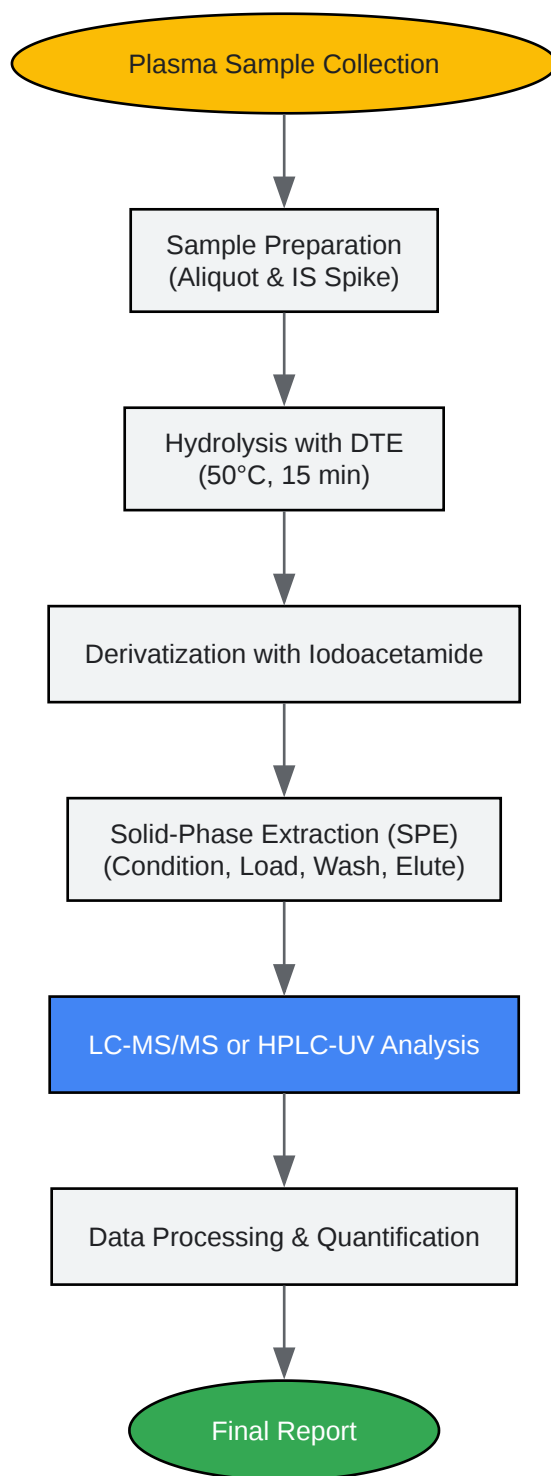 Plasma Sample Collection
Sample Preparation
(Aliquot & IS Spike)
Hydrolysis with DTE
(50°C, 15 min)
Derivatization with Iodoacetamide
Solid-Phase Extraction (SPE)
(Condition, Load, Wash, Elute)
LC-MS/MS or HPLC-UV Analysis
Data Processing & Quantification
Final Report